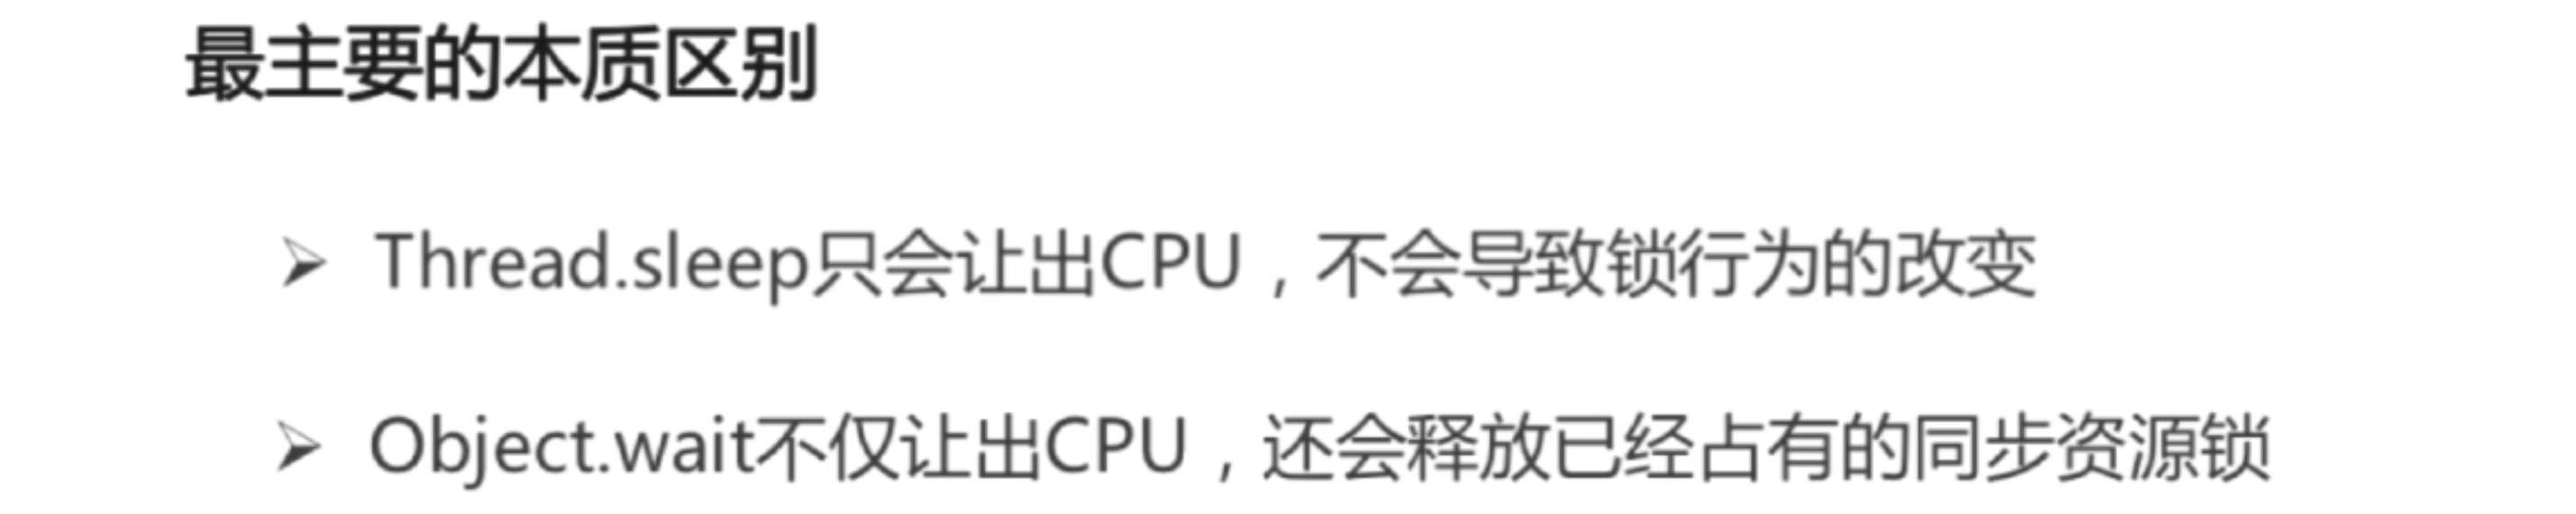 最主要的本质区别
Thread.sleep只会让出CPU，不会导致锁行为的改变
Object.wait不仅让出CPU，还会释放已经占有的同步资源锁